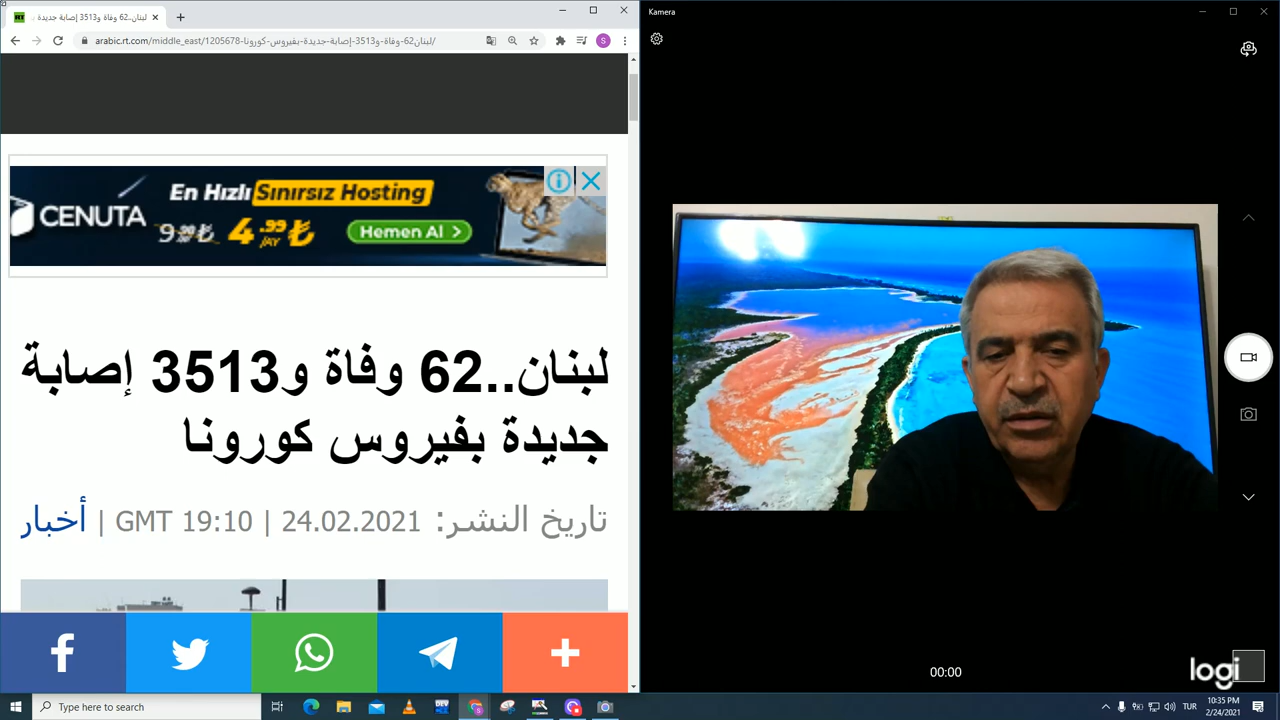 لبنان..62 وفاة و3513 إصابة جديدة
arabic.rt.com/middle_east/1205678-لبنان62-وفاة-و3513-إصابة-جديدة-بفيروس-كورونا/
CENUTA
En Hızlı Sınırsız Hosting
9.99 ₺ 4.99 ₺ /AY
Hemen Al >
لبنان..62 وفاة و3513 إصابة
جديدة بفيروس كورونا
تاريخ النشر: 24.02.2021 | 19:10 GMT | أخبار
Type here to search
Kamera
00:00
logi
TUR
10:35 PM
2/24/2021